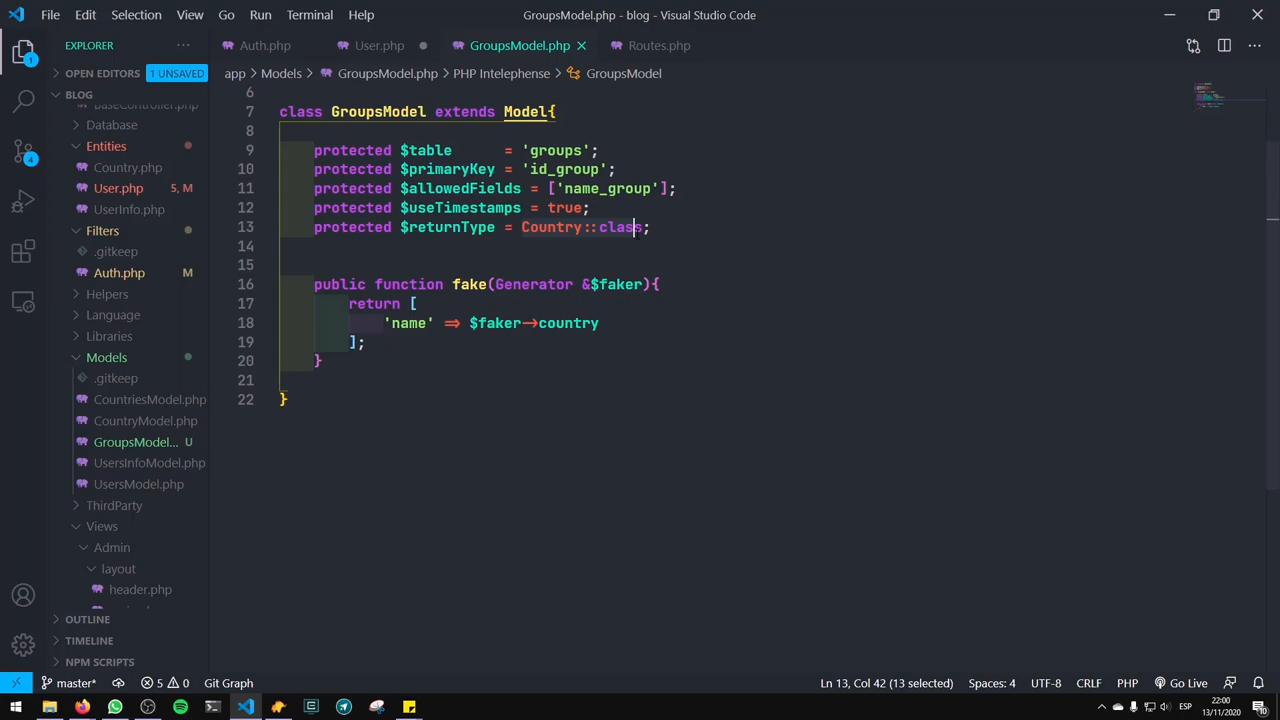 File Edit Selection View Go Run Terminal Help
GroupsModel.php - blog - Visual Studio Code
EXPLORER
Auth.php
User.php
GroupsModel.php
Routes.php
OPEN EDITORS 1 UNSAVED
app > Models > GroupsModel.php > PHP Intelephense > GroupsModel
BLOG
BaseController.php
Database
Entities
Country.php
User.php 5, M
UserInfo.php
Filters
.gitkeep
Auth.php
Helpers
Language
Libraries
Models
.gitkeep
CountriesModel.php
CountryModel.php
GroupsModel... U
UsersInfoModel.php
UsersModel.php
ThirdParty
Views
Admin
layout
header.php
OUTLINE
TIMELINE
NPM SCRIPTS
6
7 class GroupsModel extends Model{
8
9 protected $table = 'groups';
10 protected $primaryKey = 'id_group';
11 protected $allowedFields = ['name_group'];
12 protected $useTimestamps = true;
13 protected $returnType = Country::class;
14
15
16 public function fake(Generator &$faker){
17 return [
18 'name' => $faker->country
19 ];
20 }
21
22 }
1
4
master* 5 0 Git Graph
Ln 13, Col 42 (13 selected) Spaces: 4 UTF-8 CRLF PHP Go Live
ESP
22:00
13/11/2020